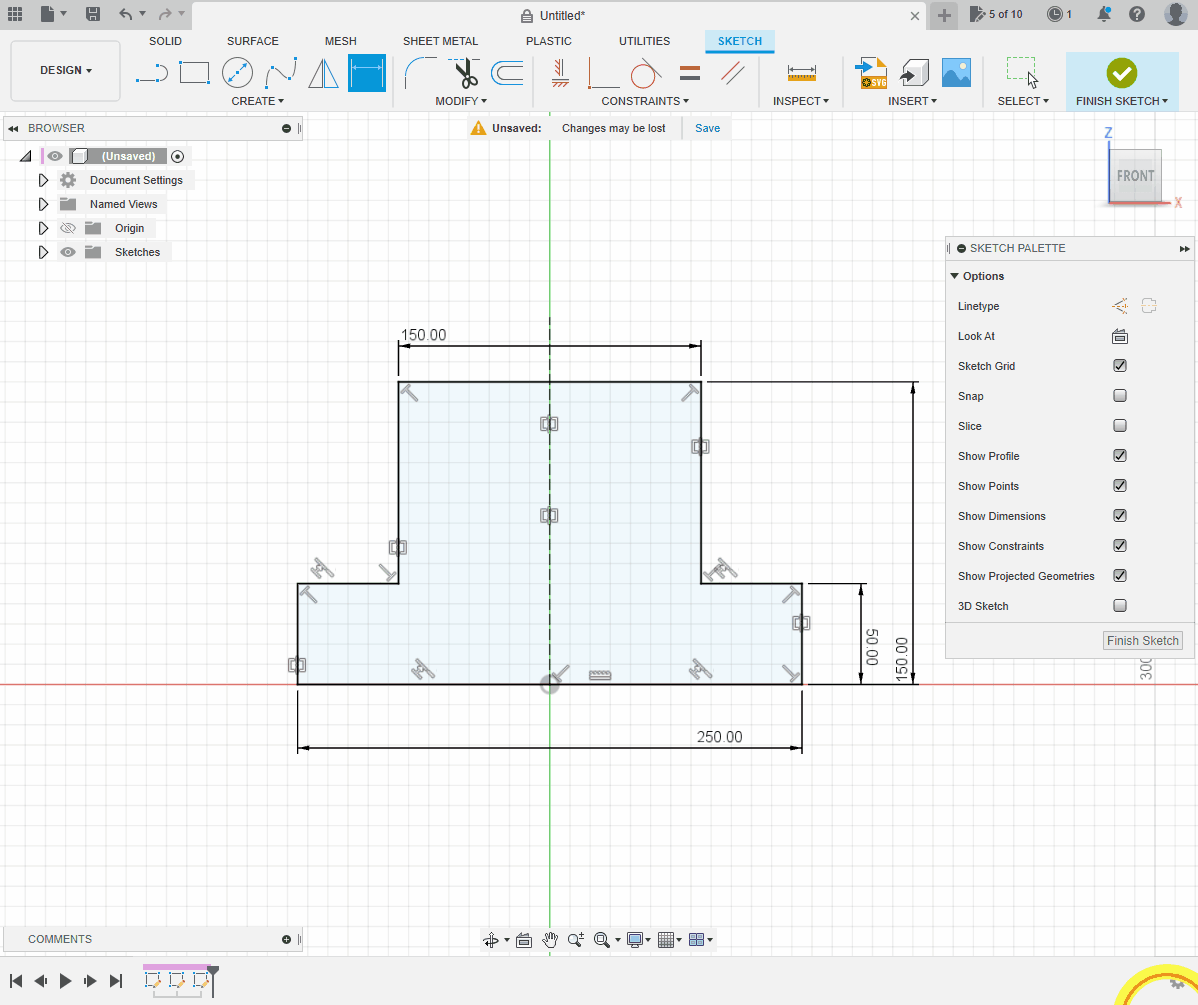 Untitled*
5 of 10
1
SOLID
SURFACE
MESH
SHEET METAL
PLASTIC
UTILITIES
SKETCH
DESIGN
SVG
CREATE
MODIFY
CONSTRAINTS
INSPECT
INSERT
SELECT
FINISH SKETCH
BROWSER
Unsaved: Changes may be lost Save
(Unsaved)
Document Settings
Named Views
Origin
Sketches
Z
FRONT
X
SKETCH PALETTE
Options
Linetype
Look At
Sketch Grid
Snap
Slice
Show Profile
Show Points
Show Dimensions
Show Constraints
Show Projected Geometries
3D Sketch
Finish Sketch
150.00
50.00
150.00
300
250.00
COMMENTS